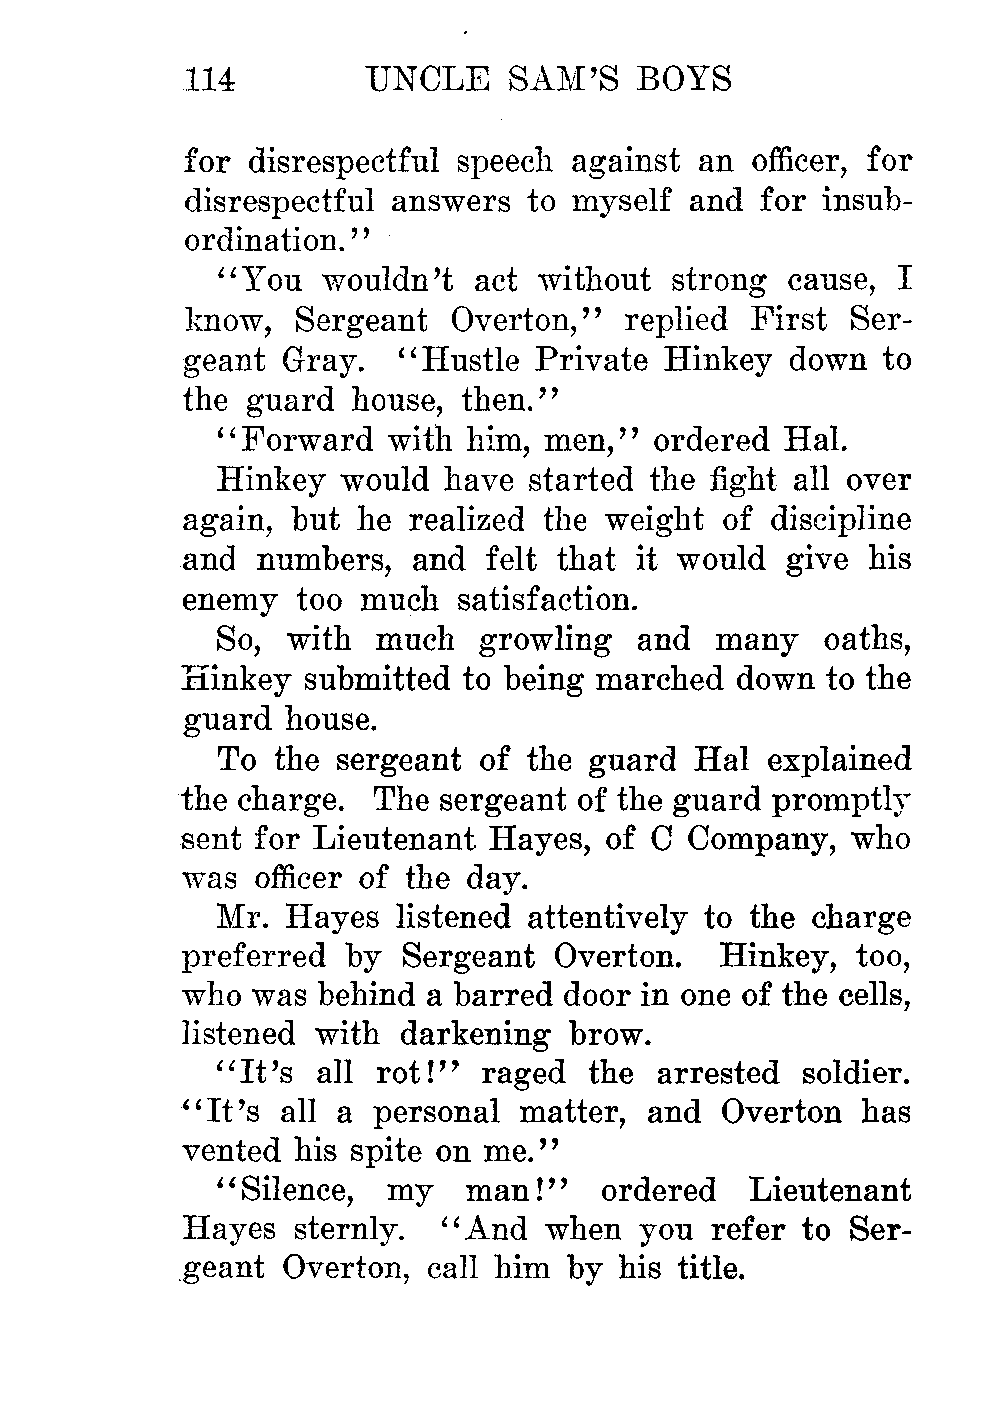 114 UNCLE SAM'S BOYS
for disrespectful speech against an officer, for
disrespectful answers to myself and for insub-
ordination."
"You wouldn't act without strong cause, I
know, Sergeant Overton," replied First Ser-
geant Gray. "Hustle Private Hinkey down to
the guard house, then."
"Forward with him, men," ordered Hal.
Hinkey would have started the fight all over
again, but he realized the weight of discipline
and numbers, and felt that it would give his
enemy too much satisfaction.
So, with much growling and many oaths,
Hinkey submitted to being marched down to the
guard house.
To the sergeant of the guard Hal explained
the charge. The sergeant of the guard promptly
sent for Lieutenant Hayes, of C Company, who
was officer of the day.
Mr. Hayes listened attentively to the charge
preferred by Sergeant Overton. Hinkey, too,
who was behind a barred door in one of the cells,
listened with darkening brow.
"It's all rot!" raged the arrested soldier.
"It's all a personal matter, and Overton has
vented his spite on me."
"Silence, my man!" ordered Lieutenant
Hayes sternly. "And when you refer to Ser-
geant Overton, call him by his title.